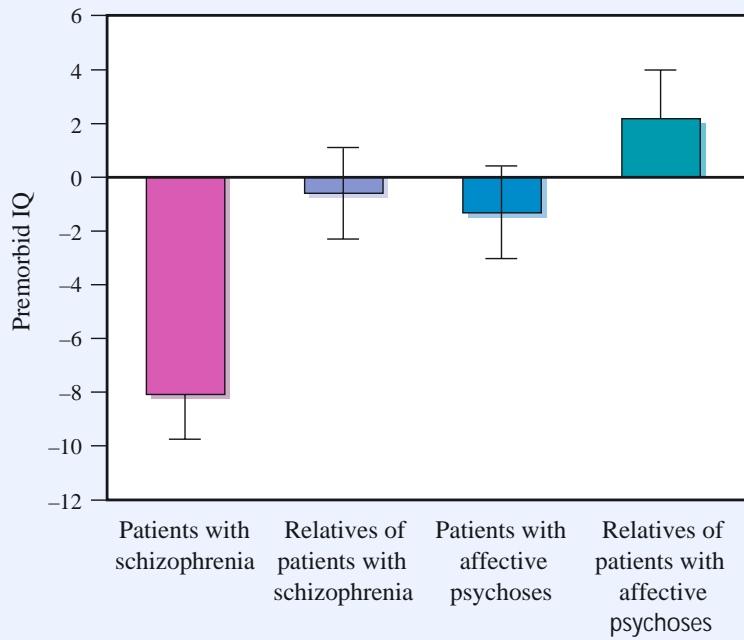 6
4
2
0
–2
–4
–6
–8
–10
–12
Premorbid IQ
Patients with
schizophrenia
Relatives of
patients with
schizophrenia
Patients with
affective
psychoses
Relatives of
patients with
affective
psychoses